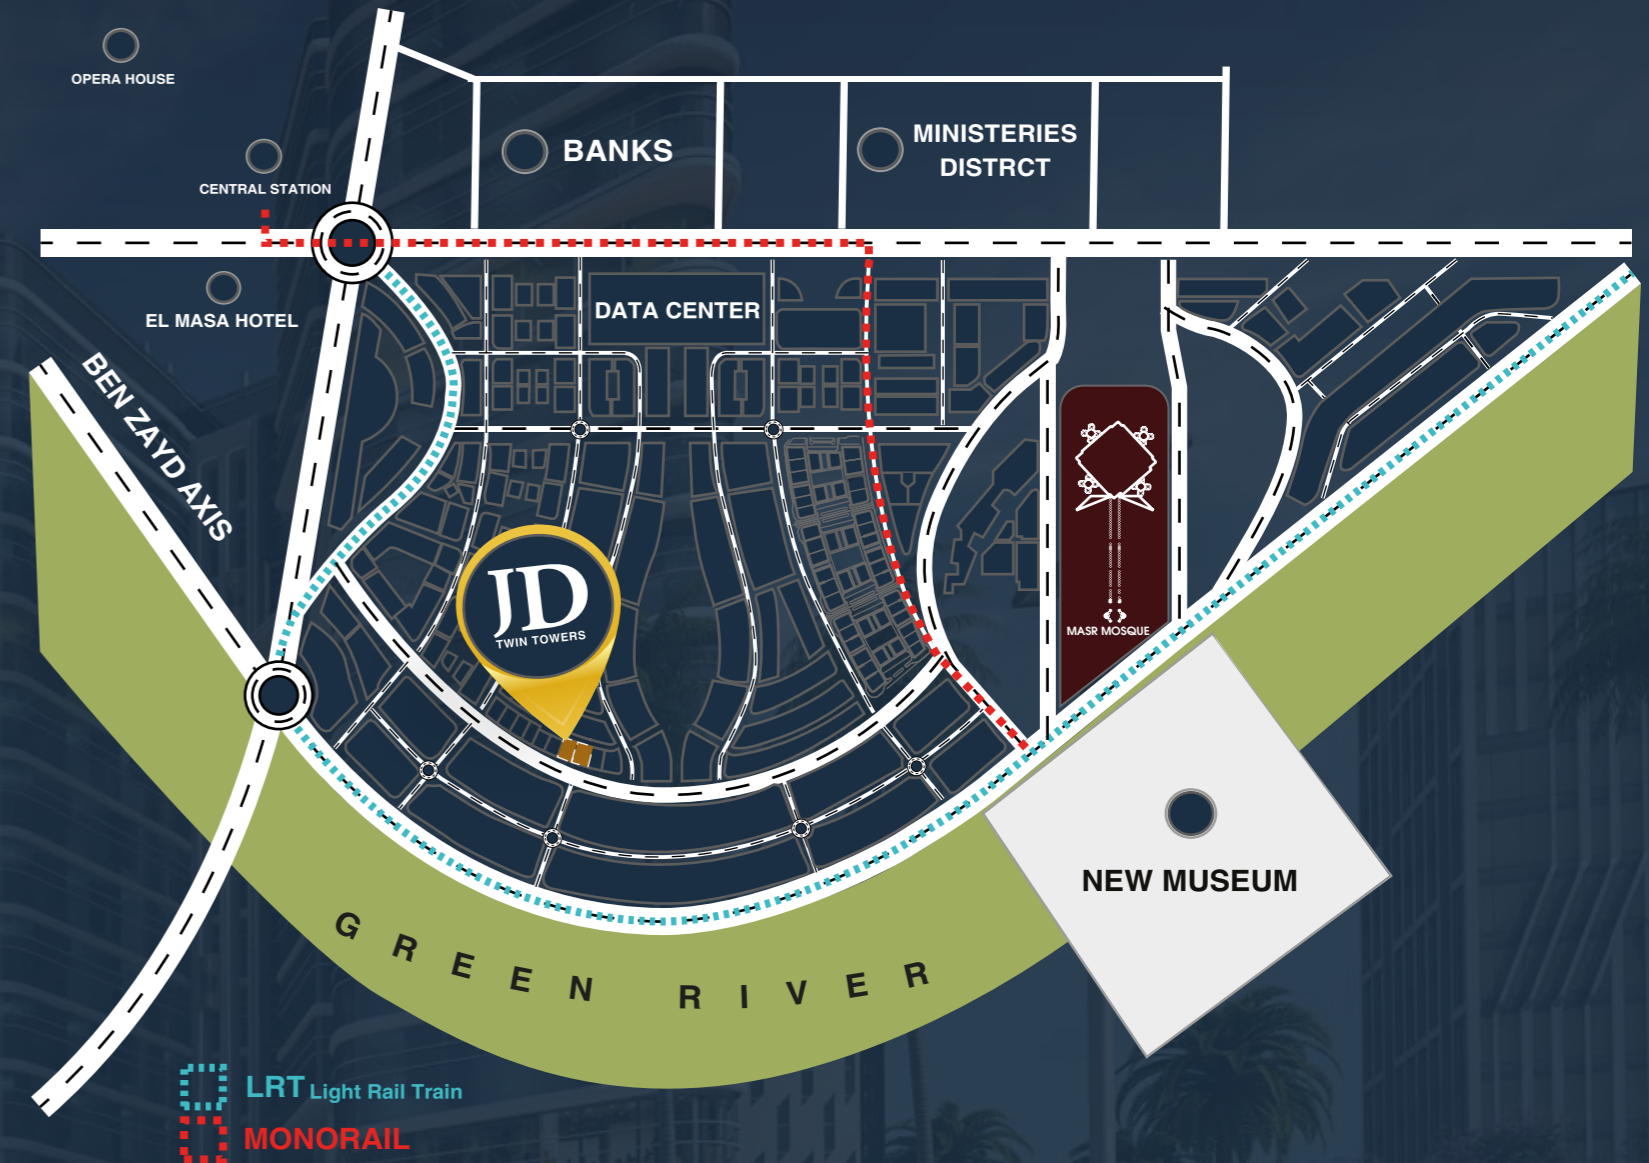 OPERA HOUSE
CENTRAL STATION
BANKS
MINISTERIES
DISTRCT
EL MASA HOTEL
DATA CENTER
BEN ZAYD AXIS
JD
TWIN TOWERS
MASR MOSQUE
NEW MUSEUM
GREEN RIVER
LRT Light Rail Train
MONORAIL